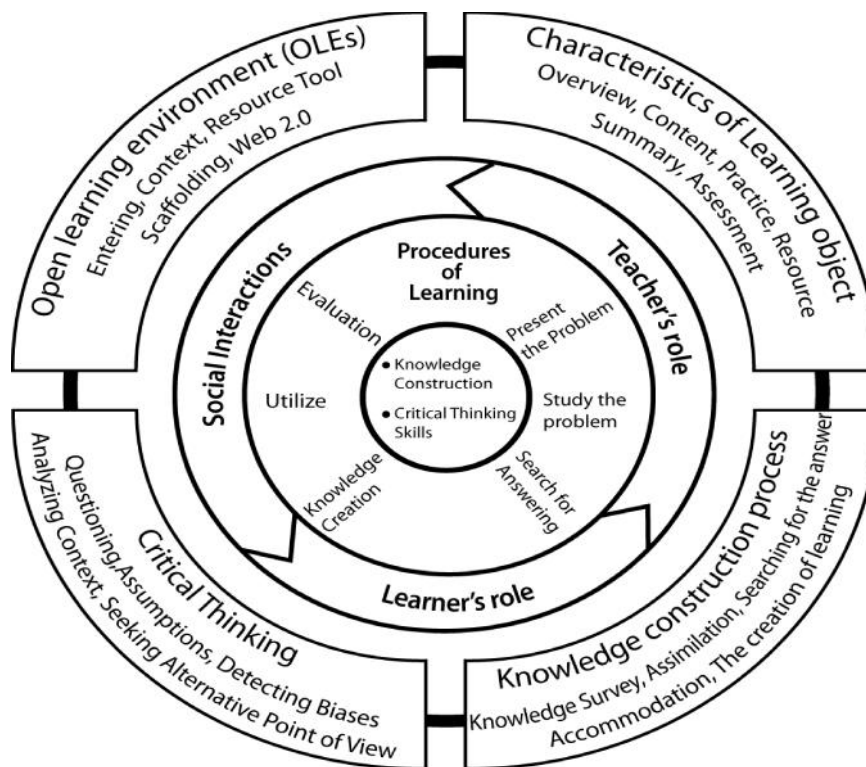 Open learning environment (OLEs)
Entering, Context, Resource Tool
Scaffolding, Web 2.0
Characteristics of Learning object
Overview, Content, Practice, Resource
Summary, Assessment
Social Interactions
Teacher's role
Learner's role
Procedures
of
Learning
Present
the Problem
Study the
problem
Search for
Answering
Knowledge
Creation
Utilize
Evaluation
• Knowledge
Construction
• Critical Thinking
Skills
Critical Thinking
Questioning,Assumptions, Detecting Biases
Analyzing Context, Seeking Alternative Point of View
Knowledge construction process
Knowledge Survey, Assimilation, Searching for the answer
Accommodation, The creation of learning